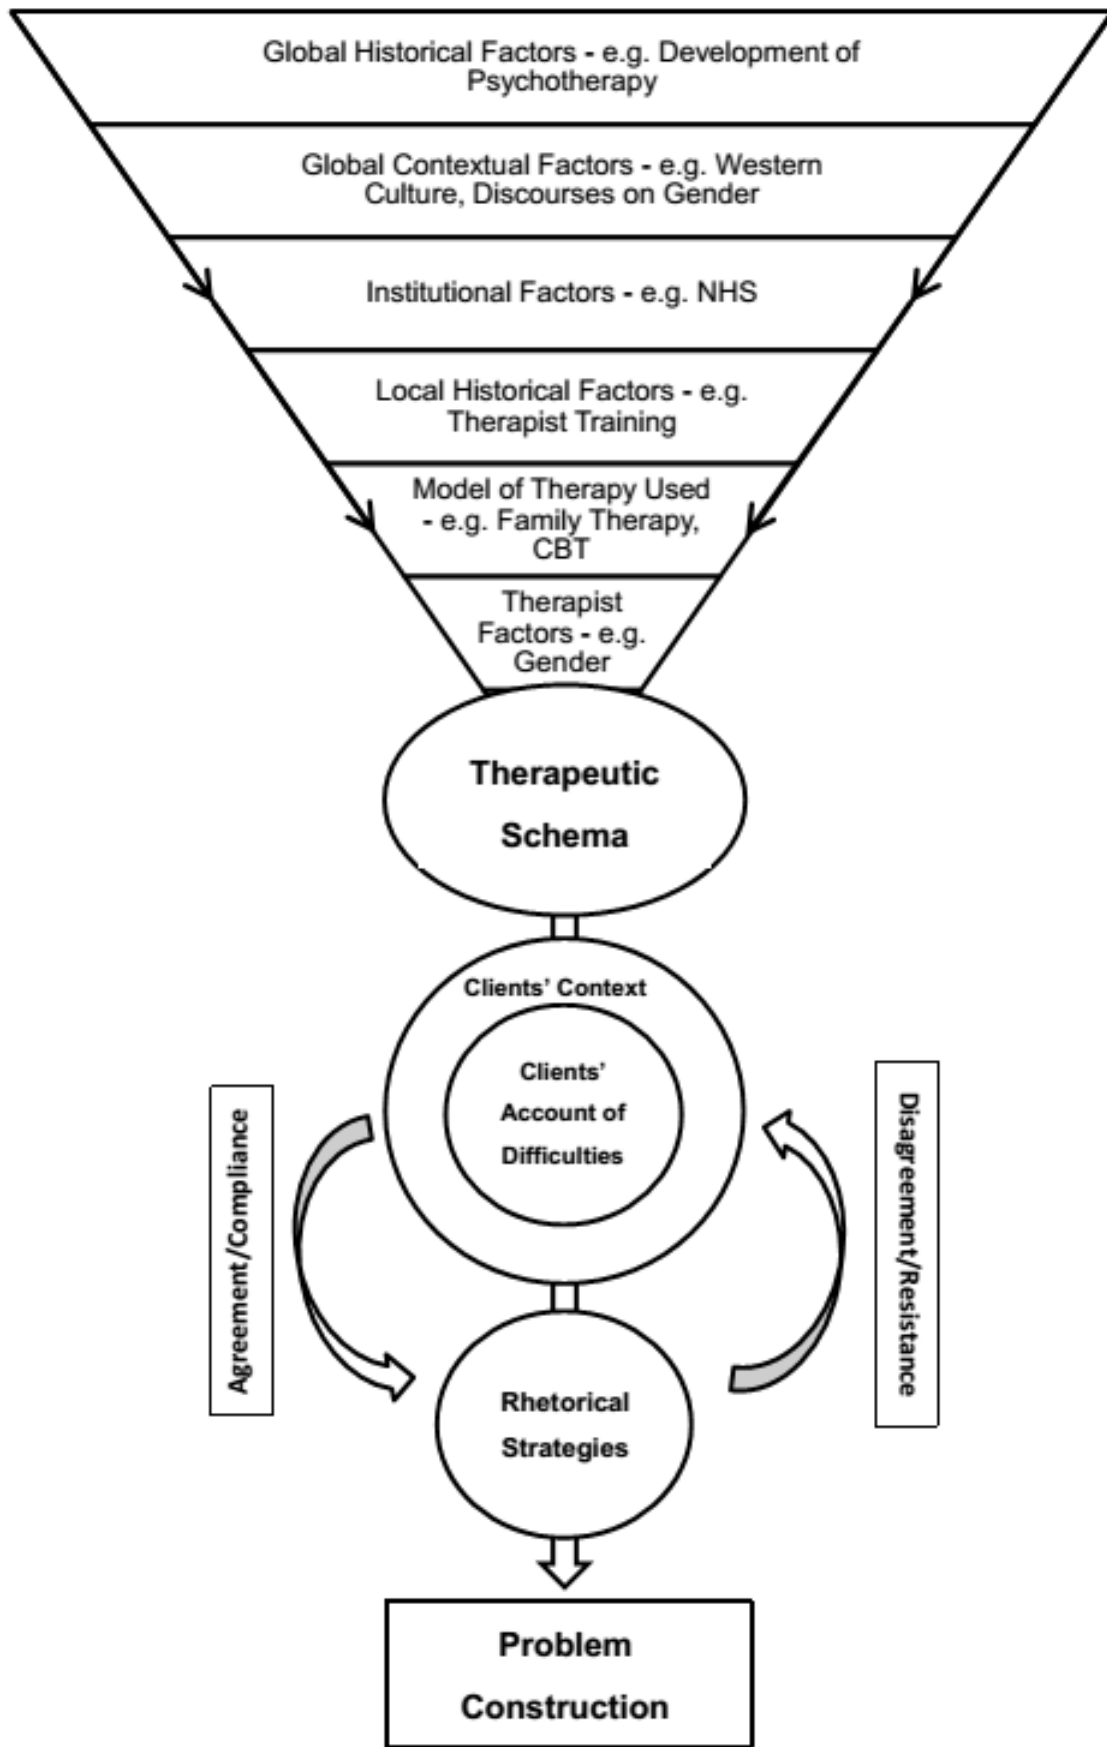 Global Historical Factors - e.g. Development of
Psychotherapy
Global Contextual Factors - e.g. Western
Culture, Discourses on Gender
Institutional Factors - e.g. NHS
Local Historical Factors - e.g.
Therapist Training
Model of Therapy Used
- e.g. Family Therapy,
CBT
Therapist
Factors - e.g.
Gender
Therapeutic
Schema
Clients' Context
Clients'
Account of
Difficulties
Agreement/Compliance
Disagreement/Resistance
Rhetorical
Strategies
Problem
Construction